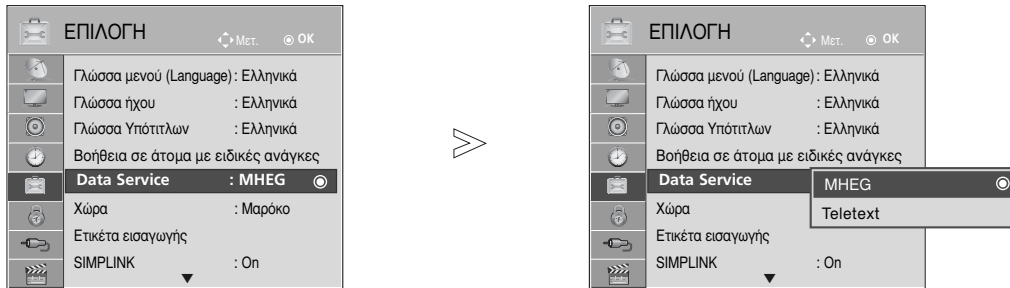 ΕΠΙΛΟΓΗ Μετ. OK
Γλώσσα μενού (Language) : Ελληνικά
Γλώσσα ήχου : Ελληνικά
Γλώσσα Υπότιτλων : Ελληνικά
Βοήθεια σε άτομα με ειδικές ανάγκες
Data Service : MHEG
Χώρα : Μαρόκο
Ετικέτα εισαγωγής
SIMPLINK : On
ΕΠΙΛΟΓΗ Μετ. OK
Γλώσσα μενού (Language) : Ελληνικά
Γλώσσα ήχου : Ελληνικά
Γλώσσα Υπότιτλων : Ελληνικά
Βοήθεια σε άτομα με ειδικές ανάγκες
Data Service
MHEG
Χώρα
Teletext
Ετικέτα εισαγωγής
SIMPLINK : On